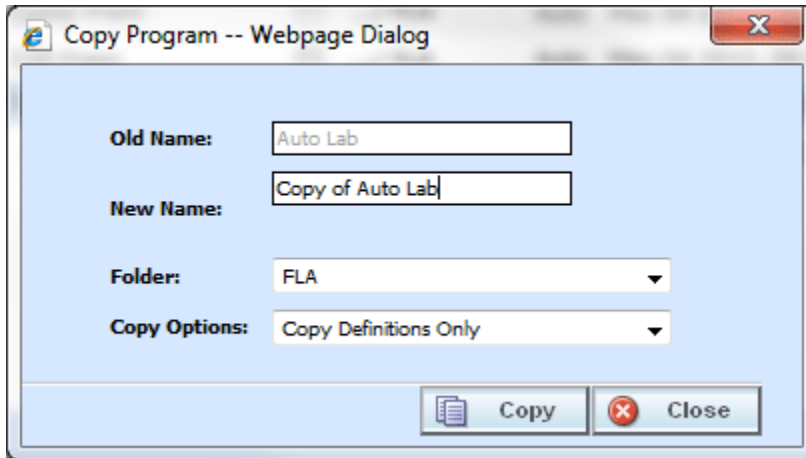 Copy Program -- Webpage Dialog
Old Name: Auto Lab
New Name: Copy of Auto Lab
Folder: FLA
Copy Options: Copy Definitions Only
Copy Close